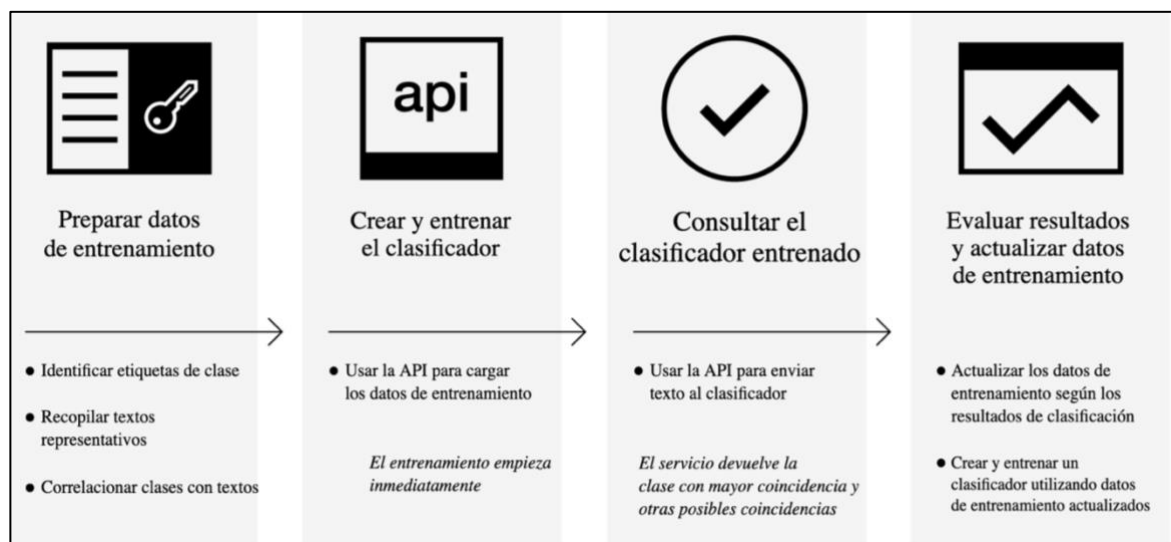 Preparar datos
de entrenamiento
● Identificar etiquetas de clase
● Recopilar textos
representativos
● Correlacionar clases con textos
api
Crear y entrenar
el clasificador
● Usar la API para cargar
los datos de entrenamiento
El entrenamiento empieza
inmediatamente
Consultar el
clasificador entrenado
● Usar la API para enviar
texto al clasificador
El servicio devuelve la
clase con mayor coincidencia y
otras posibles coincidencias
Evaluar resultados
y actualizar datos
de entrenamiento
● Actualizar los datos de
entrenamiento según los
resultados de clasificación
● Crear y entrenar un
clasificador utilizando datos
de entrenamiento actualizados